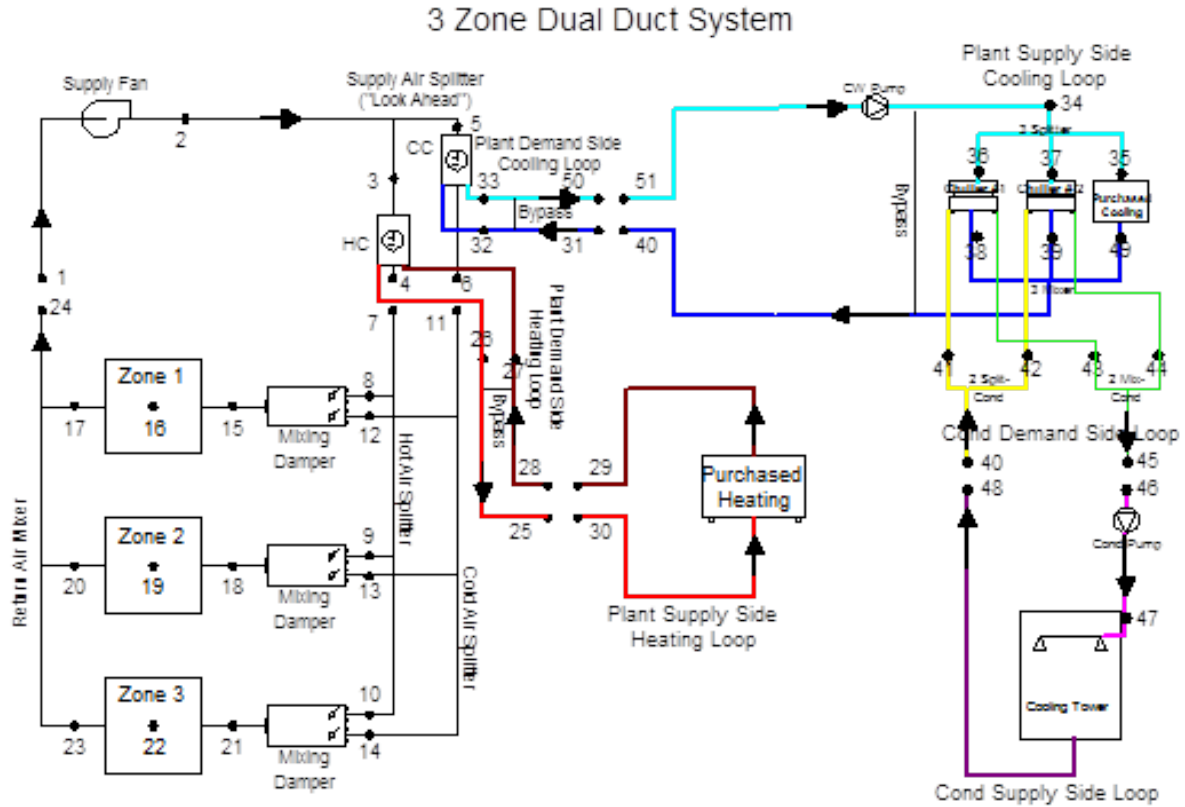 3 Zone Dual Duct System
Supply Fan
Supply Air Splitter
("Look Ahead")
Plant Supply Side
Cooling Loop
CW Pump
34
2
5
CC
Plant Demand Side
Cooling Loop
3 Splitter
36
37
35
3
33
50
51
Chiller #1
Chiller #2
Purchased
Cooling
Bypass
Bypass
HC
32
31
40
38
39
49
1
4
6
3 Mixer
24
7
11
Plant Demand Side
Heating loop
26
27
41
42
43
44
Zone 1
8
2 Split-
Cond
2 Mix-
Cond
17
16
15
12
Mixing
Damper
Bypass
Hot Air Splitter
Cond Demand Side Loop
28
29
Purchased
Heating
40
45
48
46
25
30
Cond Pump
Return Air Mixer
Zone 2
9
20
19
18
13
Mixing
Damper
Cold Air Splitter
Plant Supply Side
Heating Loop
47
Zone 3
10
Cooling Tower
23
22
21
14
Mixing
Damper
Cond Supply Side Loop